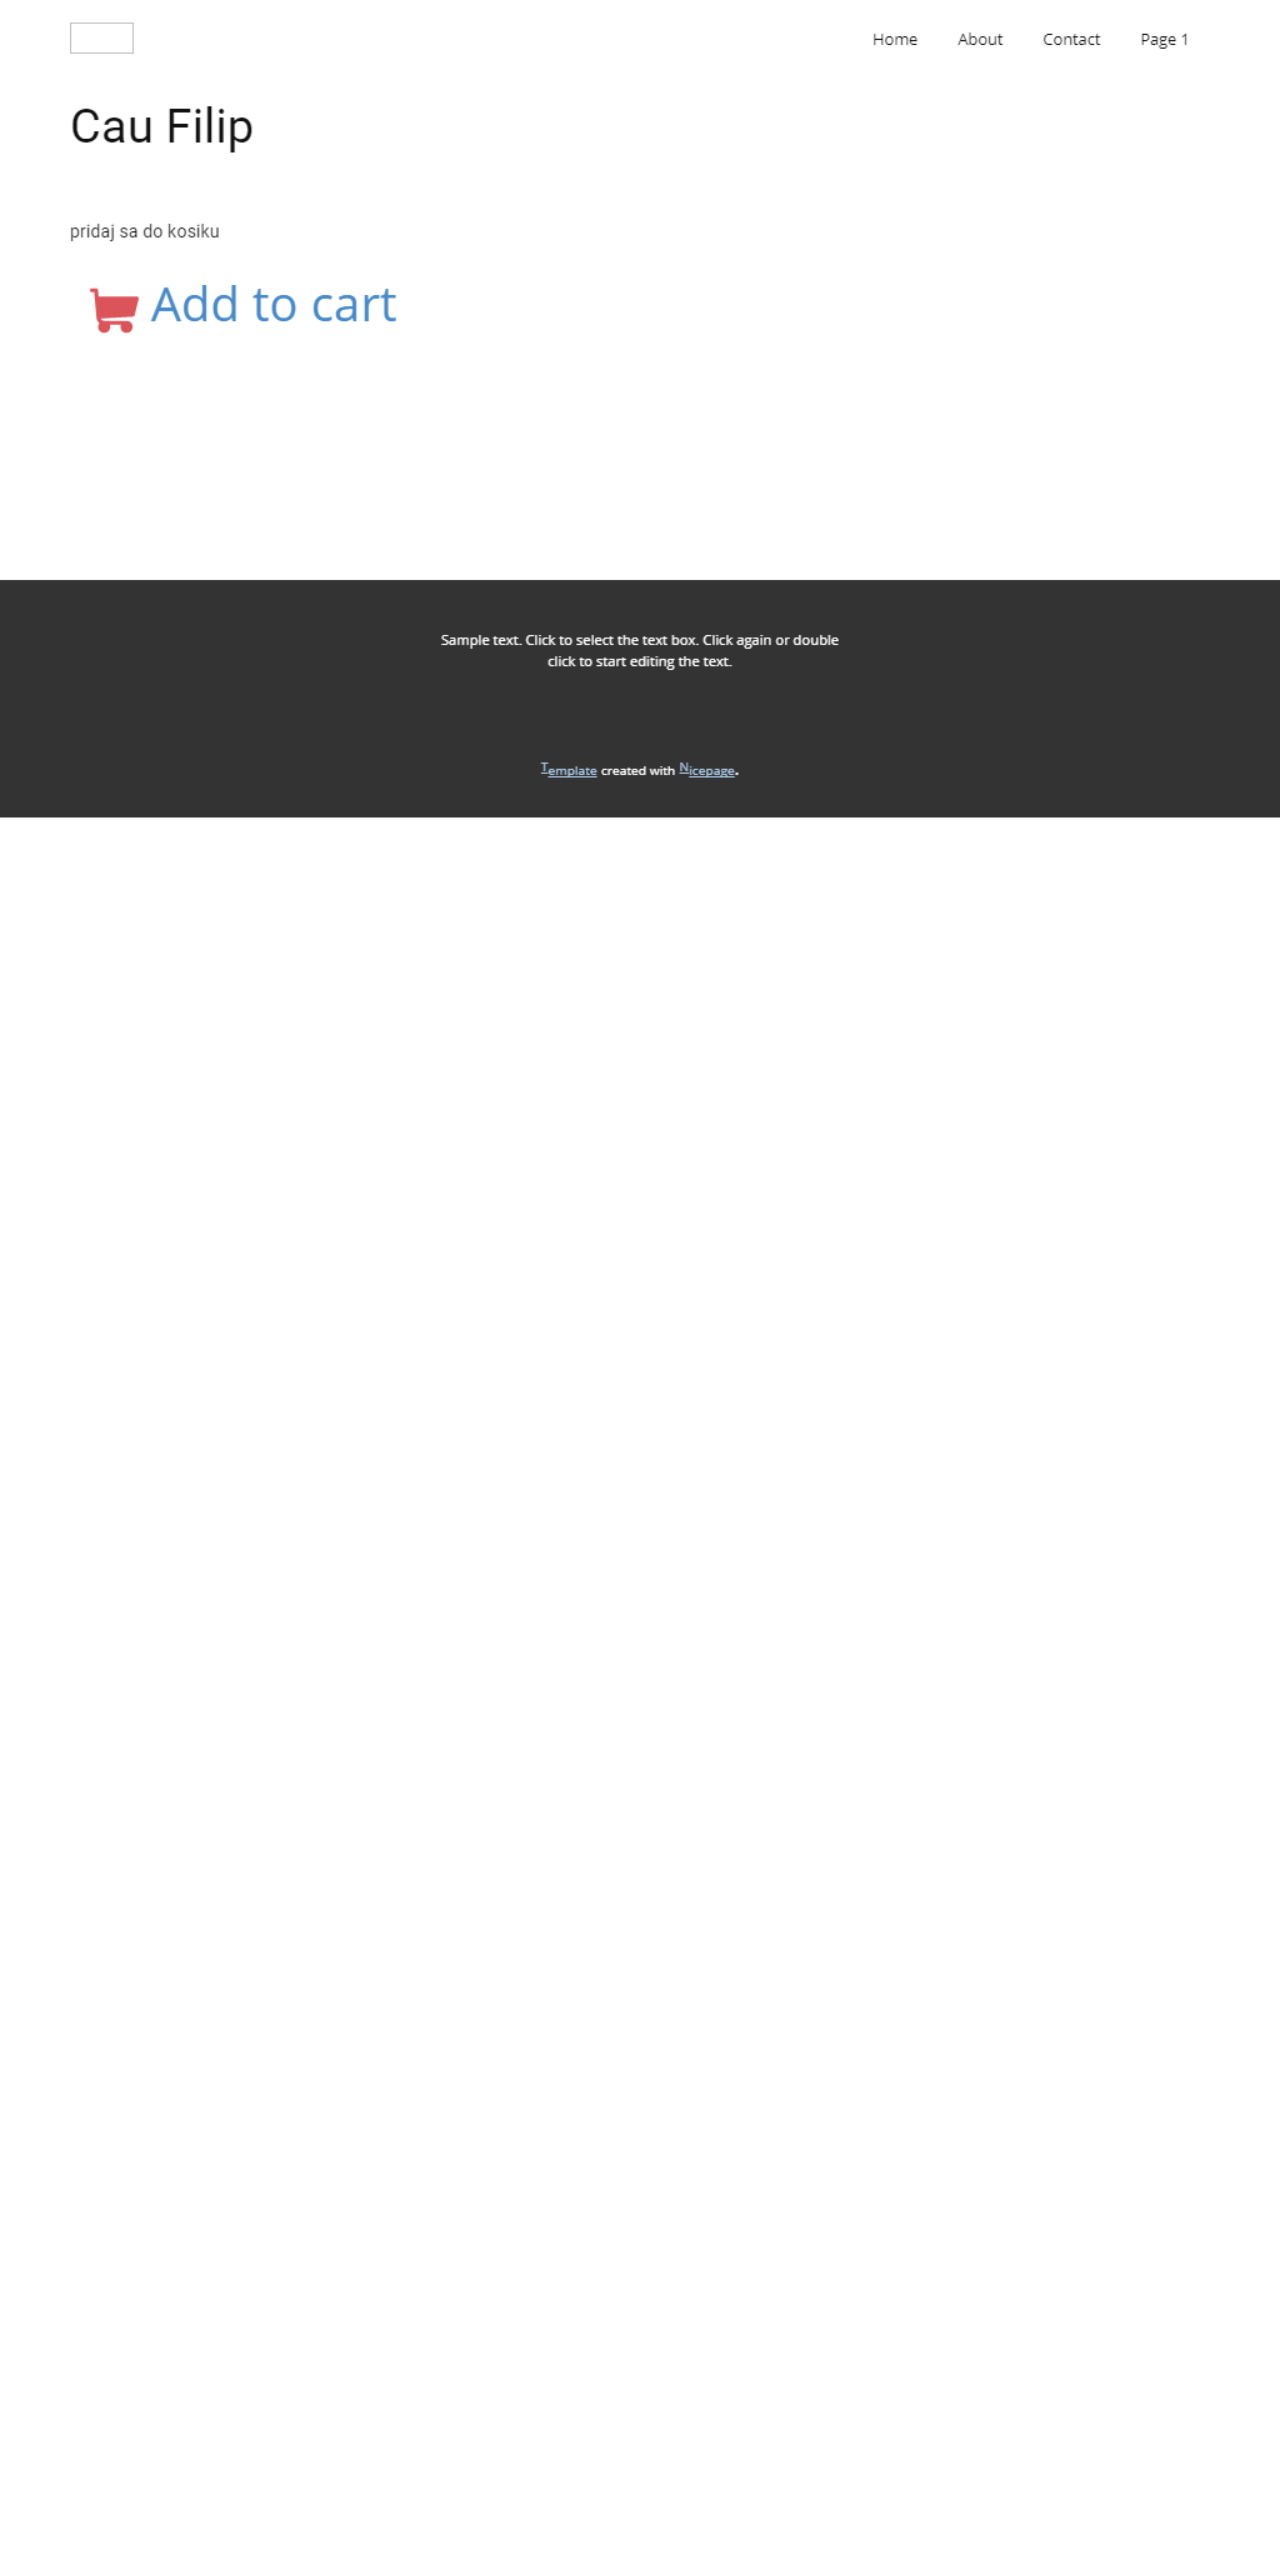 Home About Contact Page 1
Cau Filip
pridaj sa do kosiku
Add to cart
Sample text. Click to select the text box. Click again or double
click to start editing the text.
Template created with Nicepage.